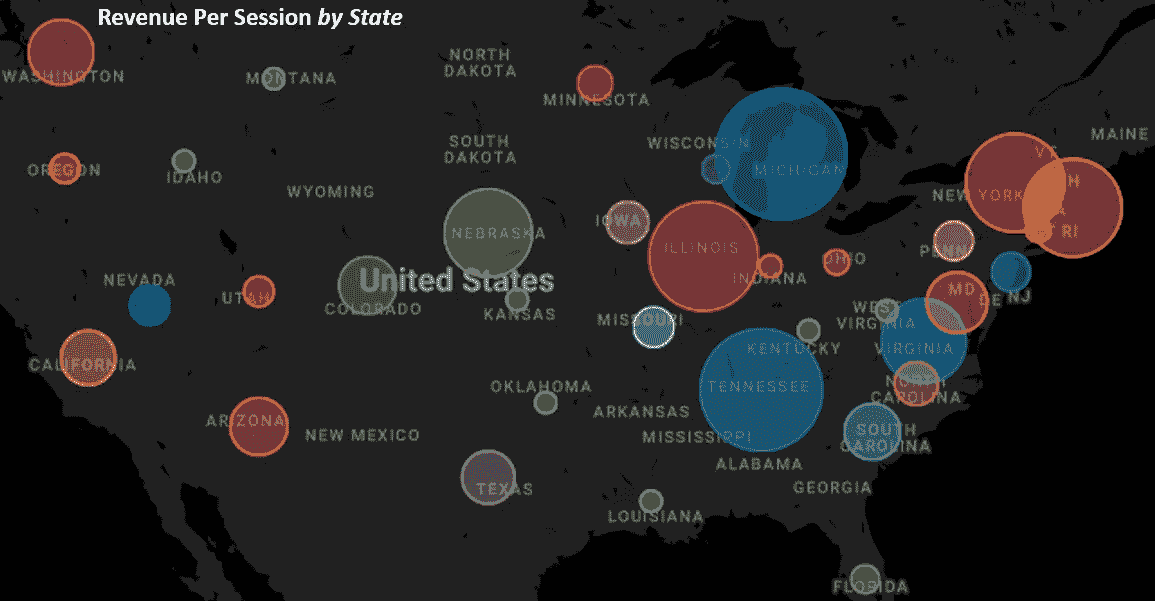 Revenue Per Session by State
WASHINGTON
MONTANA
NORTH
DAKOTA
MINNESOTA
MAINE
OREGON
IDAHO
WYOMING
SOUTH
DAKOTA
WISCONSIN
MICHIGAN
VT
H
NEW YORK
RI
NEBRASKA
IOWA
ILLINOIS
INDIANA
OHIO
PENN
NEVADA
UTAH
United States
COLORADO
KANSAS
MISSOURI
WEST
VIRGINIA
MD
DE
NJ
KENTUCKY
VIRGINIA
CALIFORNIA
OKLAHOMA
TENNESSEE
NORTH
CAROLINA
ARIZONA
NEW MEXICO
ARKANSAS
MISSISSIPPI
SOUTH
CAROLINA
ALABAMA
GEORGIA
TEXAS
LOUISIANA
FLORIDA